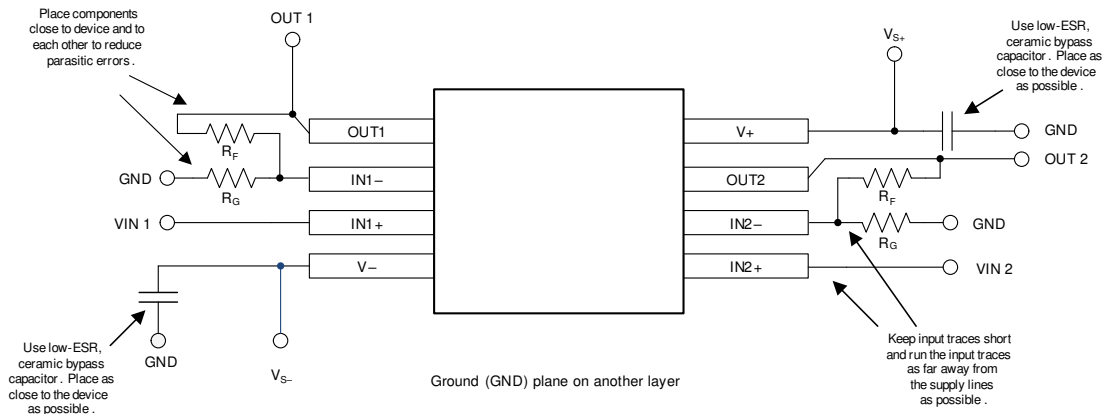 Place components
close to device and to
each other to reduce
parasitic errors .
OUT 1
VS+
Use low-ESR,
ceramic bypass
capacitor . Place as
close to the device
as possible .
OUT1
V+
GND
RF
OUT 2
GND
IN1−
OUT2
RG
RF
VIN 1
IN1+
IN2−
GND
RG
V−
IN2+
VIN 2
Use low-ESR,
ceramic bypass
capacitor . Place as
close to the device
as possible .
GND
VS−
Ground (GND) plane on another layer
Keep input traces short
and run the input traces
as far away from
the supply lines
as possible .